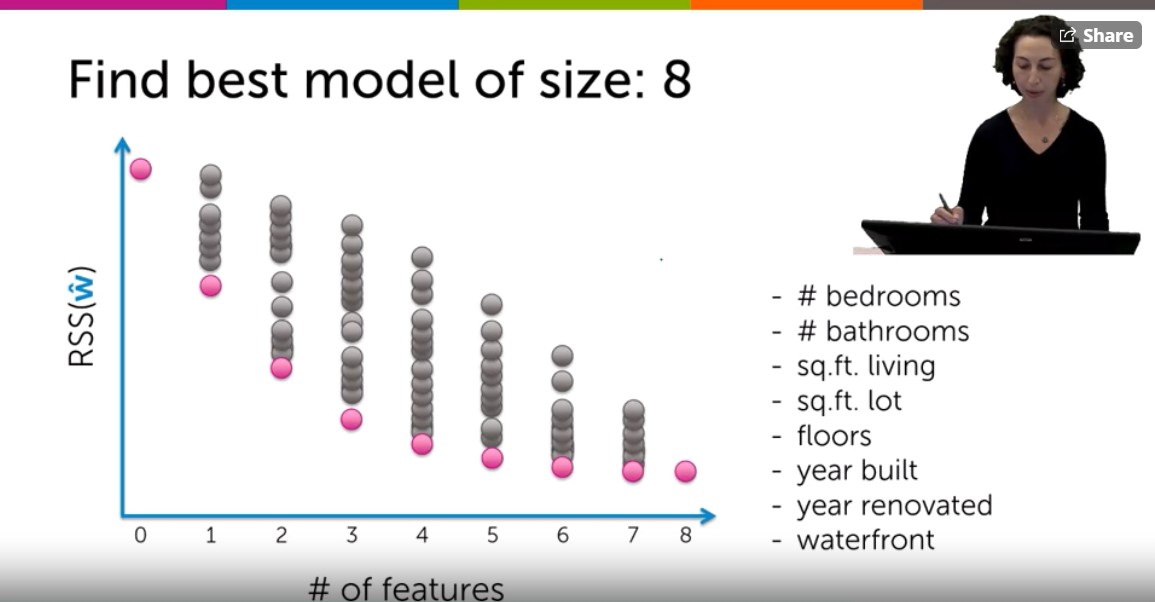 Share
Find best model of size: 8
RSS(ŵ)
- # bedrooms
- # bathrooms
- sq.ft. living
- sq.ft. lot
- floors
- year built
- year renovated
- waterfront
0 1 2 3 4 5 6 7 8
# of features